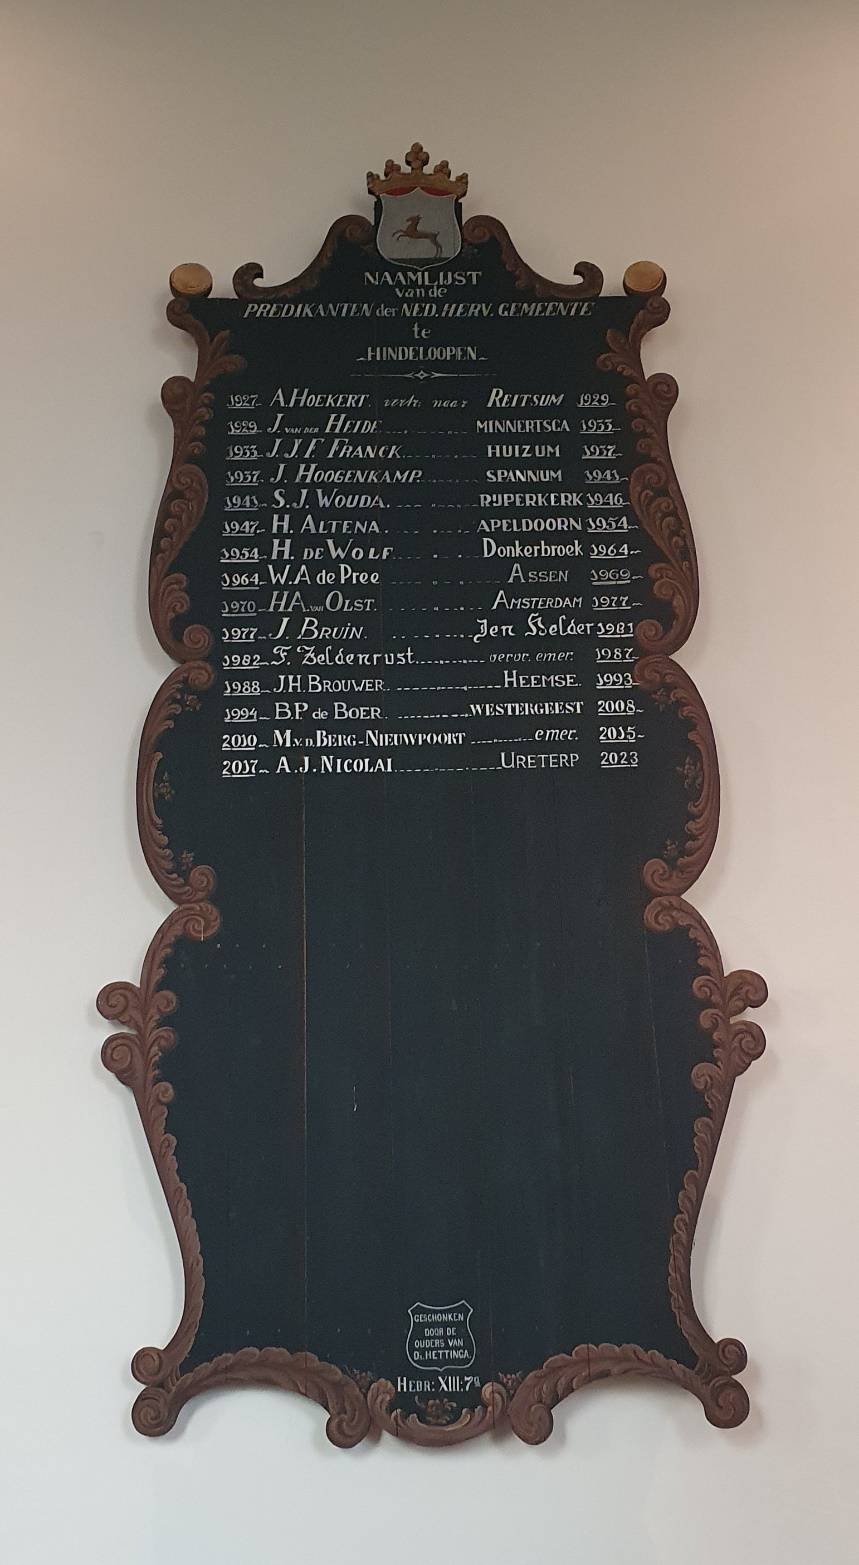 NAAMLIJST
van de
PREDIKANTEN der NED. HERV. GEMEENTE
te
HINDELOOPEN
1927 A. HOEKERT. vertr. naar REITSUM 1929
1929 J. VAN DER HEIDE ... „ ... MINNERTSGA 1933
1933 J. J. F. FRANCK ... „ ... HUIZUM 1937
1937 J. HOOGENKAMP. ... „ ... SPANNUM 1941
1941 S. J. WOUDA. ... „ ... RIJPERKERK 1946
1947 H. ALTENA. ... „ ... APELDOORN 1954
1954 H. DE WOLF ... „ ... Donkerbroek 1964
1964 W. A de Pree ... „ ... ASSEN 1969
1970 H A. van OLST. ... „ ... AMSTERDAM 1977
1977 J. BRUIN. ... „ ... Den Helder 1981
1982 F. Zeldenrust ... „ ... vervr. emer. 1987
1988 J.H. BROUWER ... „ ... HEEMSE. 1993
1994 B.P. de BOER ... „ ... WESTERGEEST 2008
2010 M. v. D. BERG - NIEUWPOORT ... emer. 2015
2017 A. J. NICOLAI ... „ ... URETERP 2023
GESCHONKEN
DOOR DE
OUDERS VAN
Ds. HETTINGA.
HEBR: XIII: 7a